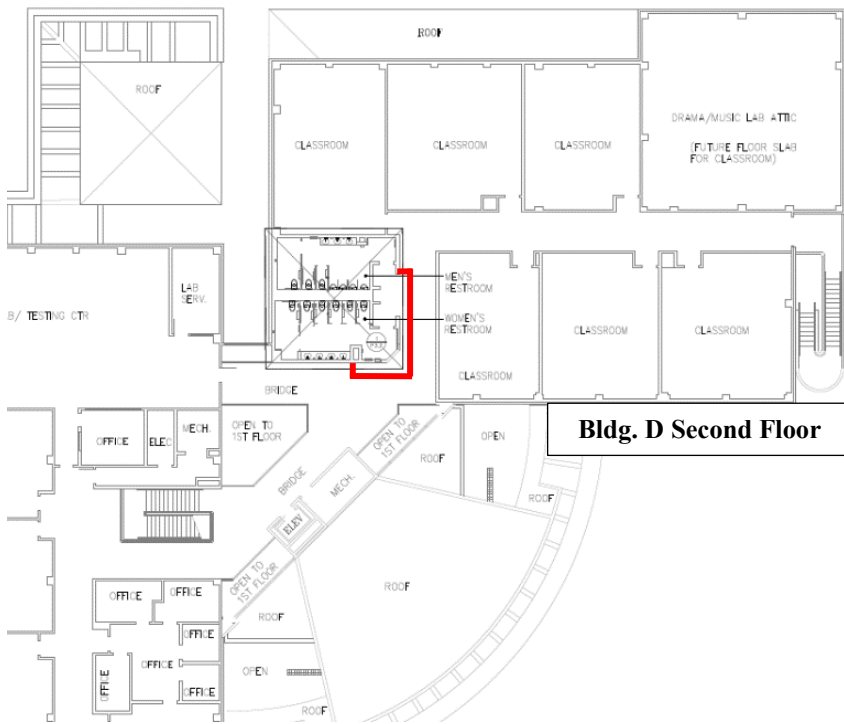 ROOF
ROOF
DRAMA/MUSIC LAB ATTIC
(FUTURE FLOOR SLAB
FOR CLASSROOM)
CLASSROOM
CLASSROOM
CLASSROOM
MEN'S
RESTROOM
LAB
SERV.
B/ TESTING CTR
WOMEN'S
RESTROOM
CLASSROOM
CLASSROOM
CLASSROOM
BRIDGE
OPEN TO
1ST FLOOR
OFFICE
ELEC
MECH.
OPEN TO
1ST FLOOR
OPEN
Bldg. D Second Floor
ROOF
BRIDGE
MECH.
ROOF
ELEV
OPEN TO
1ST FLOOR
ROOF
OFFICE
OFFICE
ROOF
OFFICE
OFFICE
OPEN
OFFICE
OFFICE
ROOF